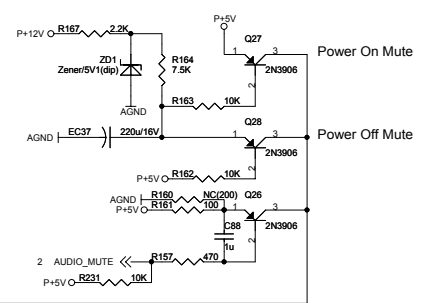 P+5V
R167 2.2K Q27
P+12V 1 3 Power On Mute
ZD1 R164 2N3906
Zener/5V1(dip) 7.5K 2
R163 10K
AGND Q28
EC37 220u/16V 1 3 Power Off Mute
AGND 2N3906
2
P+5V R162 10K
R160 NC(200) Q26
AGND
P+5V R161 100 1 3
C88 2N3906
2
1u
2 AUDIO_MUTE R157 470
P+5V R231 10K